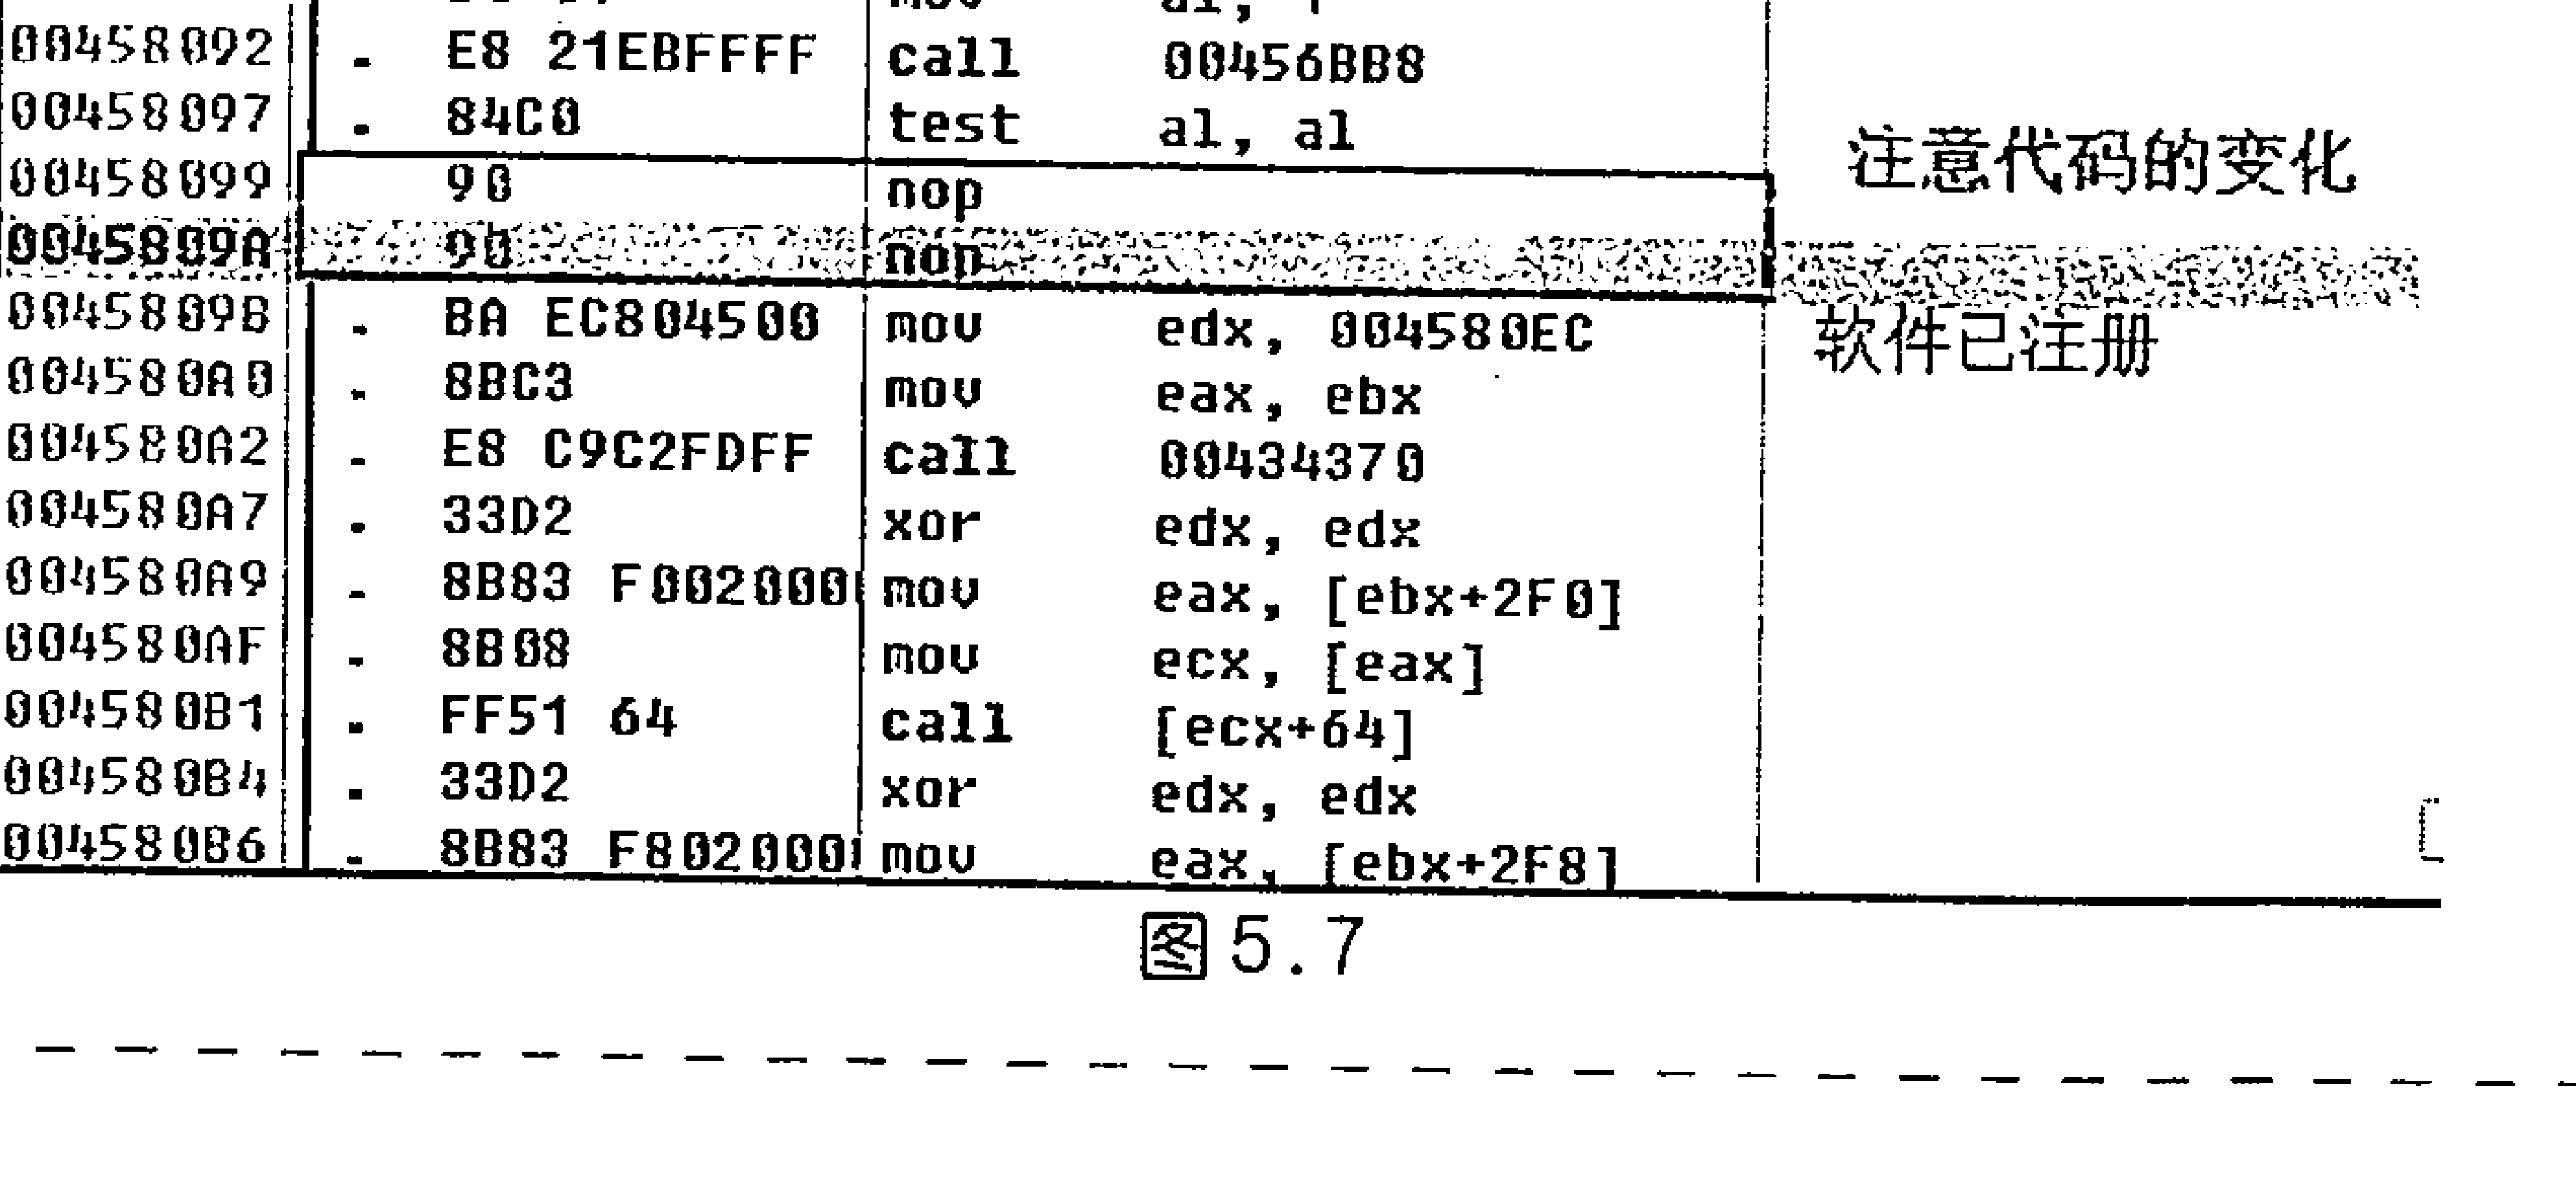 00458092 . E8 21EBFFFF call 00456BB8
00458097 . 84C0 test al, al
注意代码的变化
00458099 90 nop
0045809A 90 nop
0045809B . BA EC804500 mov edx, 004580EC 软件已注册
004580A0 . 8BC3 mov eax, ebx
004580A2 . E8 C9C2FDFF call 00434370
004580A7 . 33D2 xor edx, edx
004580A9 . 8B83 F002000 mov eax, [ebx+2F0]
004580AF . 8B08 mov ecx, [eax]
004580B1 . FF51 64 call [ecx+64]
004580B4 . 33D2 xor edx, edx
004580B6 . 8B83 F802000 mov eax, [ebx+2F8]
图5.7